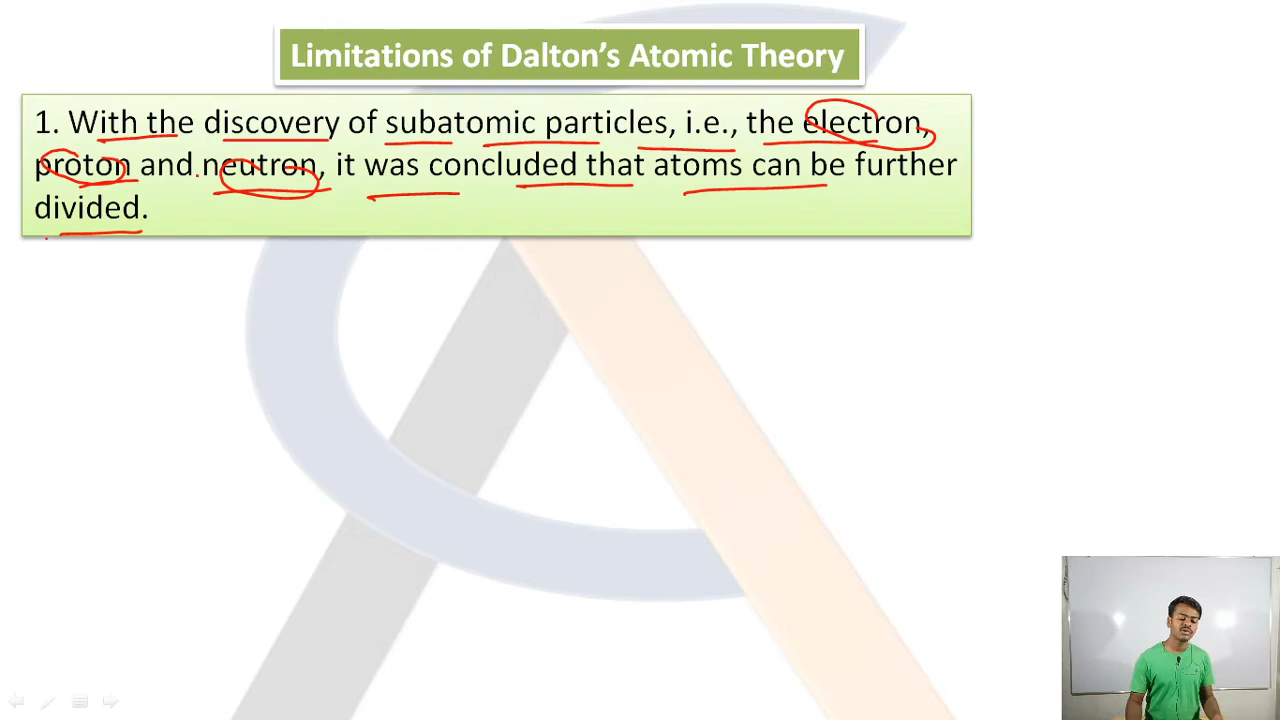 Limitations of Dalton’s Atomic Theory
1. With the discovery of subatomic particles, i.e., the electron,
proton and neutron, it was concluded that atoms can be further
divided.